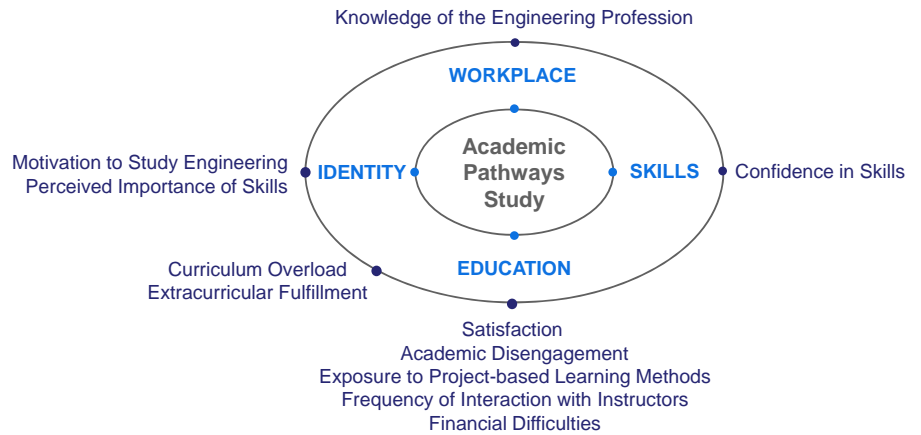 Knowledge of the Engineering Profession
WORKPLACE
Academic
Pathways
Study
Motivation to Study Engineering
Perceived Importance of Skills
IDENTITY
SKILLS
Confidence in Skills
EDUCATION
Curriculum Overload
Extracurricular Fulfillment
Satisfaction
Academic Disengagement
Exposure to Project-based Learning Methods
Frequency of Interaction with Instructors
Financial Difficulties